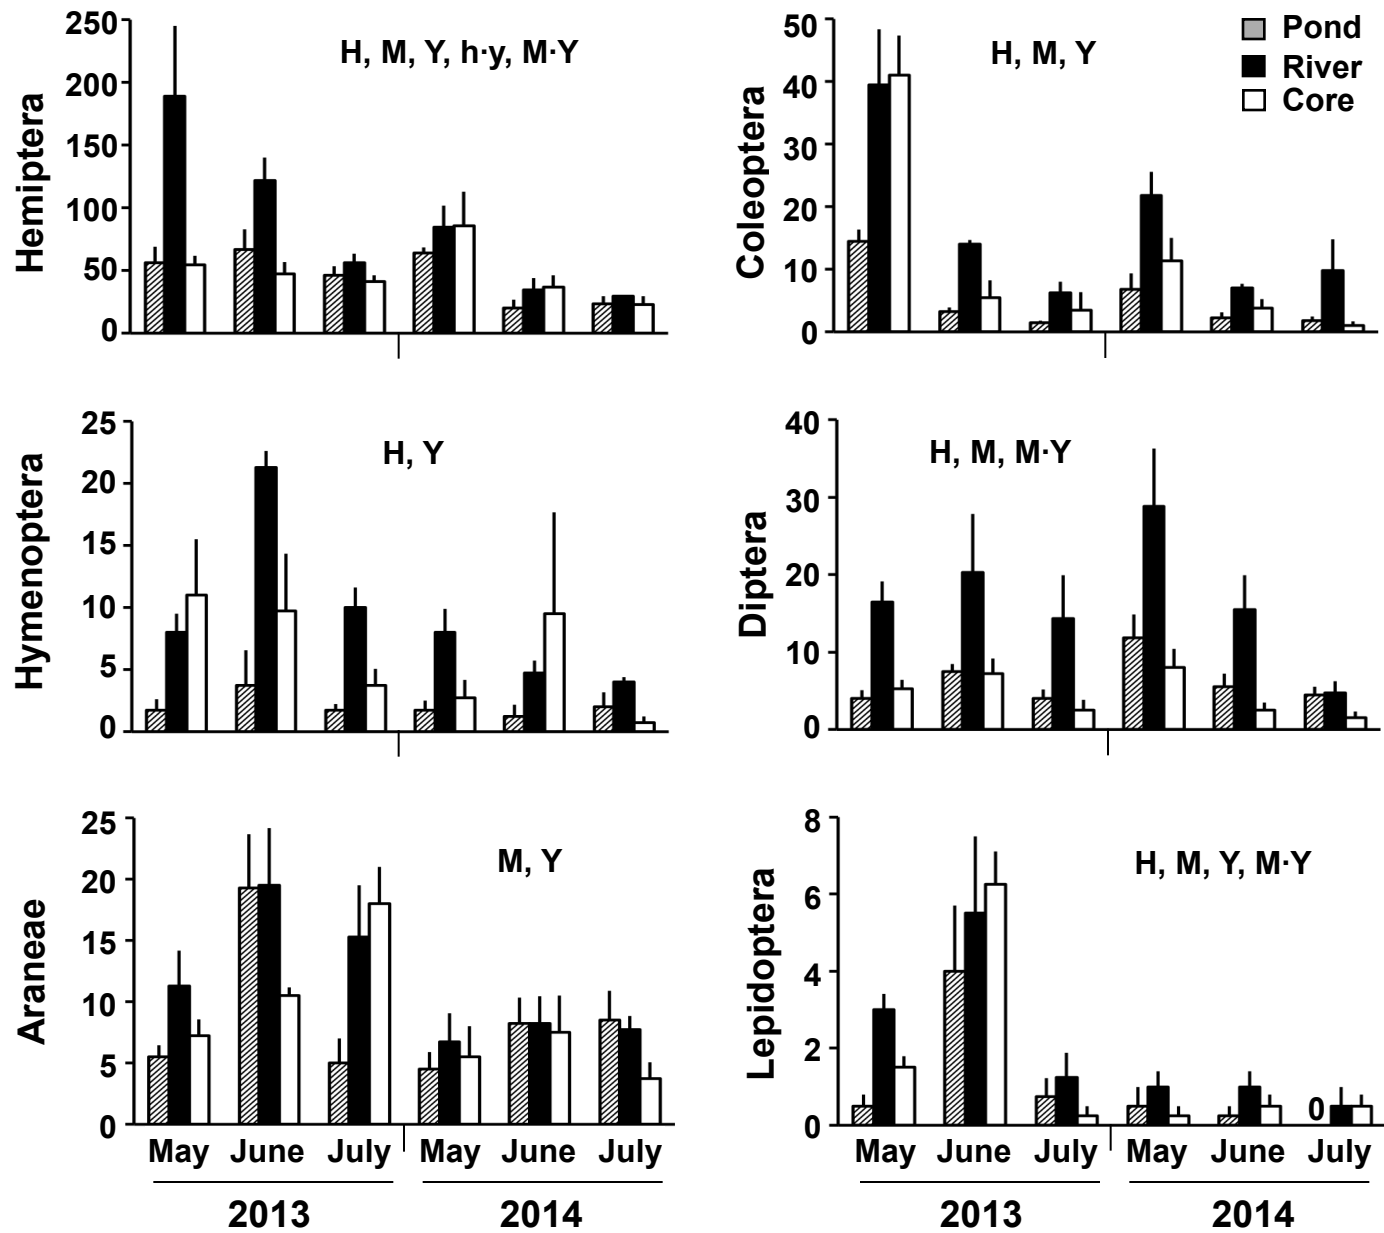 Hemiptera
250
200
150
100
50
0
H, M, Y, h·y, M·Y
Coleoptera
50
40
30
20
10
0
H, M, Y
Pond
River
Core
Hymenoptera
25
20
15
10
5
0
H, Y
Diptera
40
30
20
10
0
H, M, M·Y
Araneae
25
20
15
10
5
0
M, Y
May June July May June July
2013 2014
Lepidoptera
8
6
4
2
0
H, M, Y, M·Y
0
May June July May June July
2013 2014